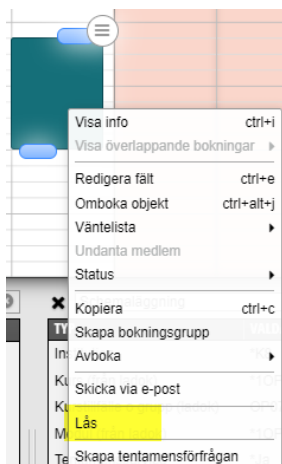 Visa info ctrl+i
Visa överlappande bokningar
Redigera fält ctrl+e
Omboka objekt ctrl+alt+j
Väntelista
Undanta medlem
Status
Kopiera ctrl+c
Skapa bokningsgrupp
Avboka
Skicka via e-post
Lås
Skapa tentamensförfrågan